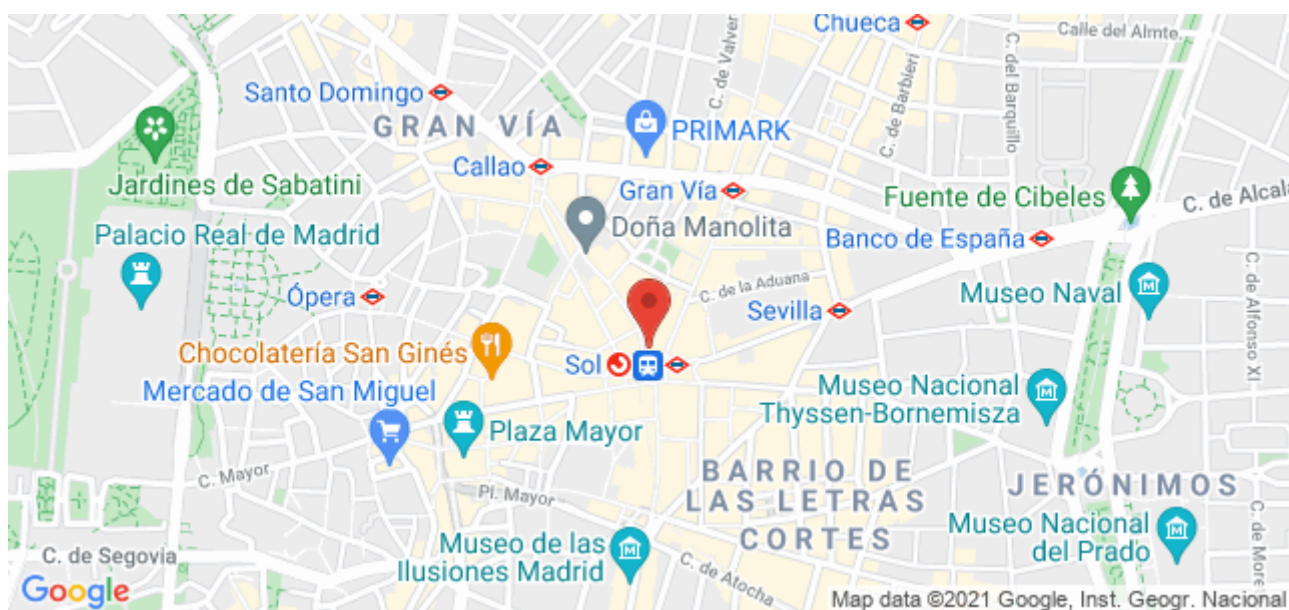 Chueca
Calle del Almte.
C. de Valver
C. de Barbieri
C. del Barquillo
Santo Domingo
GRAN VÍA
PRIMARK
Callao
Gran Vía
Jardines de Sabatini
Fuente de Cibeles
C. de Alcalá
Doña Manolita
Palacio Real de Madrid
Banco de España
C. de la Aduana
Ópera
Sevilla
Museo Naval
C. de Alfonso XI
Chocolatería San Ginés
Sol
Mercado de San Miguel
Museo Nacional
Thyssen-Bornemisza
Plaza Mayor
C. Mayor
BARRIO DE
LAS LETRAS
CORTES
JERÓNIMOS
Pl. Mayor
Museo Nacional
del Prado
C. de More
Museo de las
Ilusiones Madrid
C. de Segovia
C. de Atocha
Google
Map data ©2021 Google, Inst. Geogr. Nacional